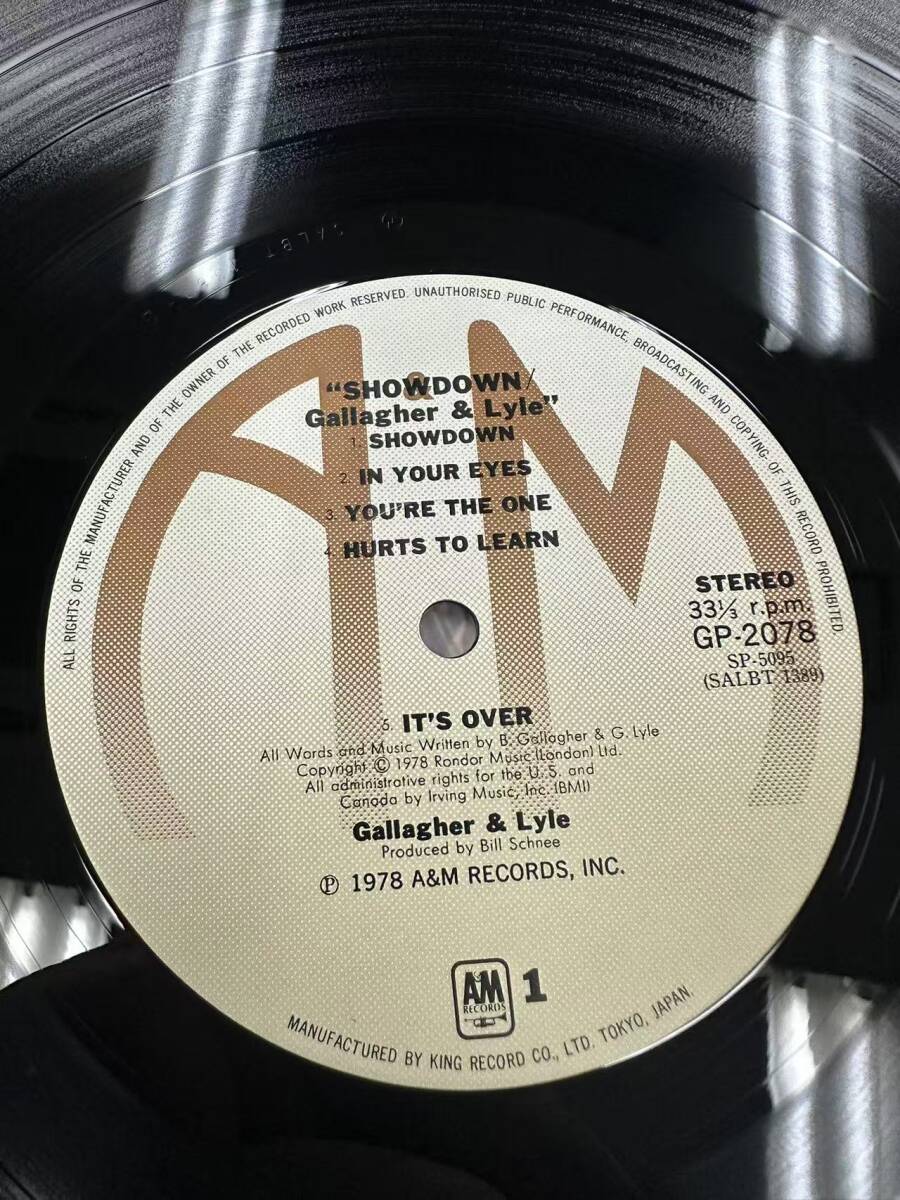 ALL RIGHTS OF THE MANUFACTURER AND OF THE OWNER OF THE RECORDED WORK RESERVED. UNAUTHORISED PUBLIC PERFORMANCE, BROADCASTING AND COPYING· OF THIS RECORD PROHIBITED.
A&M
“SHOWDOWN/
Gallagher & Lyle”
1. SHOWDOWN
2. IN YOUR EYES
3. YOU'RE THE ONE
4. HURTS TO LEARN
STEREO
33⅓ r.p.m.
GP-2078
SP-5095
(SALBT 1389)
5. IT'S OVER
All Words and Music Written by B. Gallagher & G. Lyle
Copyright © 1978 Rondor Music (London) Ltd.
All administrative rights for the U.S. and
Canada by Irving Music, Inc. (BMI)
Gallagher & Lyle
Produced by Bill Schnee
℗ 1978 A&M RECORDS, INC.
A&M
RECORDS
1
MANUFACTURED BY KING RECORD CO., LTD. TOKYO, JAPAN.
SALBT